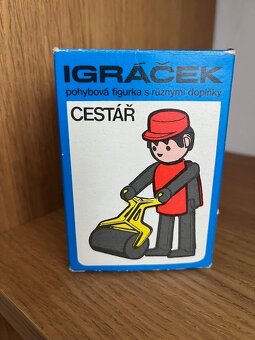 IGRÁČEK
pohybová figurka s různými doplňky
CESTÁŘ